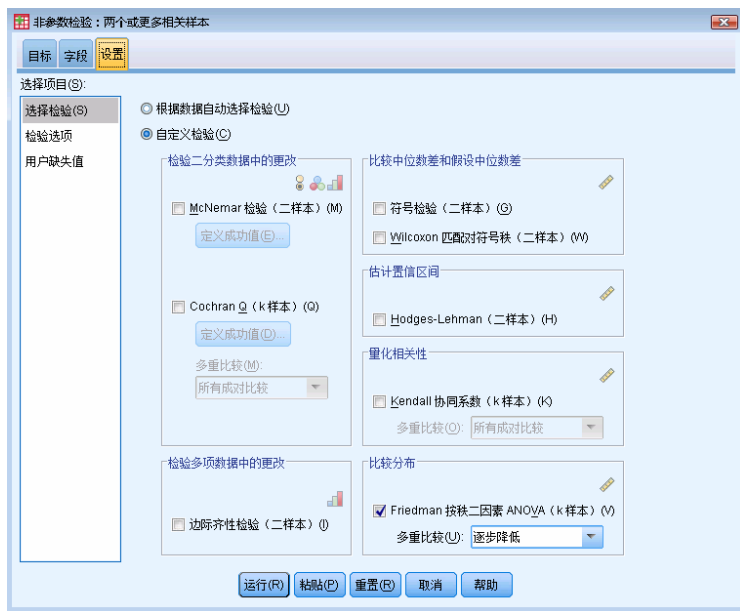 非参数检验：两个或更多相关样本
目标 字段 设置
选择项目(S):
选择检验(S)
检验选项
用户缺失值
根据数据自动选择检验(U)
自定义检验(C)
检验二分类数据中的更改
McNemar 检验（二样本）(M)
定义成功值(E)...
Cochran Q（k样本）(Q)
定义成功值(D)...
多重比较(M):
所有成对比较
检验多项数据中的更改
边际齐性检验（二样本）(I)
比较中位数差和假设中位数差
符号检验（二样本）(G)
Wilcoxon 匹配对符号秩（二样本）(W)
估计置信区间
Hodges-Lehman（二样本）(H)
量化相关性
Kendall 协同系数（k样本）(K)
多重比较(O): 所有成对比较
比较分布
Friedman 按秩二因素 ANOVA（k样本）(V)
多重比较(U): 逐步降低
运行(R) 粘贴(P) 重置(R) 取消 帮助